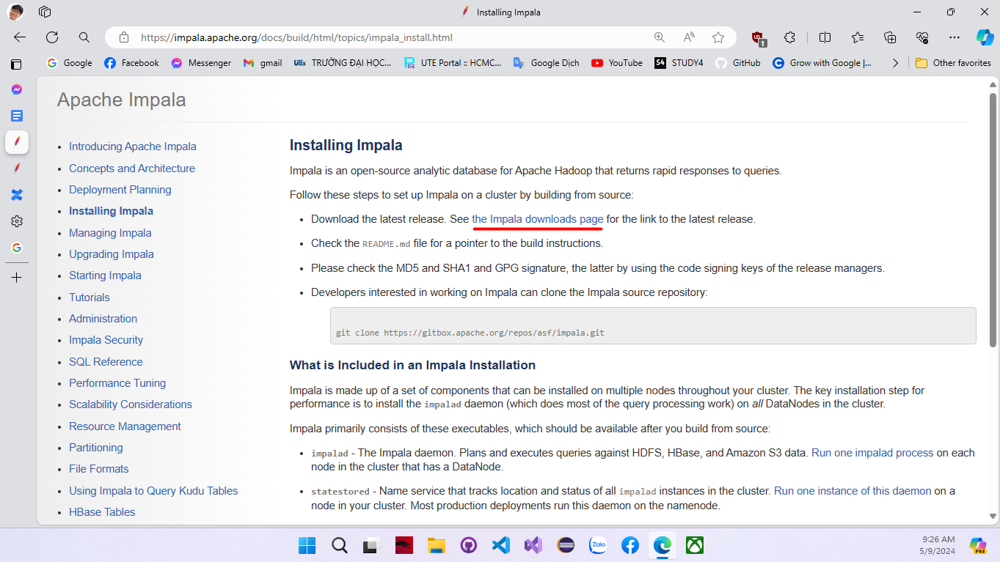 Installing Impala
https://impala.apache.org/docs/build/html/topics/impala_install.html
A
1
Google
Facebook
Messenger
gmail
UEx TRƯỜNG ĐẠI HỌC...
UTE Portal :: HCMC...
Google Dịch
YouTube
S4 STUDY4
GitHub
Grow with Google |...
Other favorites
Apache Impala
Introducing Apache Impala
Concepts and Architecture
Deployment Planning
Installing Impala
Managing Impala
Upgrading Impala
Starting Impala
Tutorials
Administration
Impala Security
SQL Reference
Performance Tuning
Scalability Considerations
Resource Management
Partitioning
File Formats
Using Impala to Query Kudu Tables
HBase Tables
Installing Impala
Impala is an open-source analytic database for Apache Hadoop that returns rapid responses to queries.
Follow these steps to set up Impala on a cluster by building from source:
Download the latest release. See the Impala downloads page for the link to the latest release.
Check the README.md file for a pointer to the build instructions.
Please check the MD5 and SHA1 and GPG signature, the latter by using the code signing keys of the release managers.
Developers interested in working on Impala can clone the Impala source repository:
git clone https://gitbox.apache.org/repos/asf/impala.git
What is Included in an Impala Installation
Impala is made up of a set of components that can be installed on multiple nodes throughout your cluster. The key installation step for
performance is to install the impalad daemon (which does most of the query processing work) on all DataNodes in the cluster.
Impala primarily consists of these executables, which should be available after you build from source:
impalad - The Impala daemon. Plans and executes queries against HDFS, HBase, and Amazon S3 data. Run one impalad process on each
node in the cluster that has a DataNode.
statestored - Name service that tracks location and status of all impalad instances in the cluster. Run one instance of this daemon on a
node in your cluster. Most production deployments run this daemon on the namenode.
Zalo
9:26 AM
5/9/2024
PRE